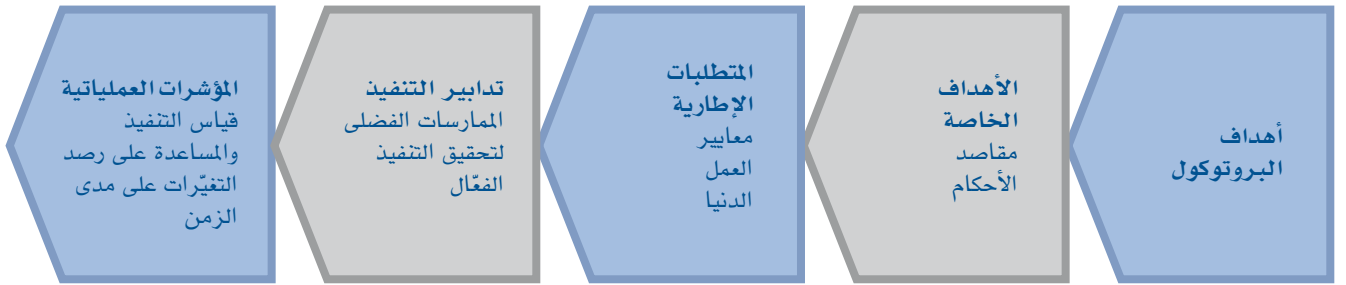 أهداف
البروتوكول
الأهداف
الخاصة
مقاصد
الأحكام
المتطلبات
الإطارية
معايير
العمل
الدنيا
تدابير التنفيذ
الممارسات الفضلى
لتحقيق التنفيذ
الفعّال
المؤشرات العملياتية
قياس التنفيذ
والمساعدة على رصد
التغيّرات على مدى
الزمن